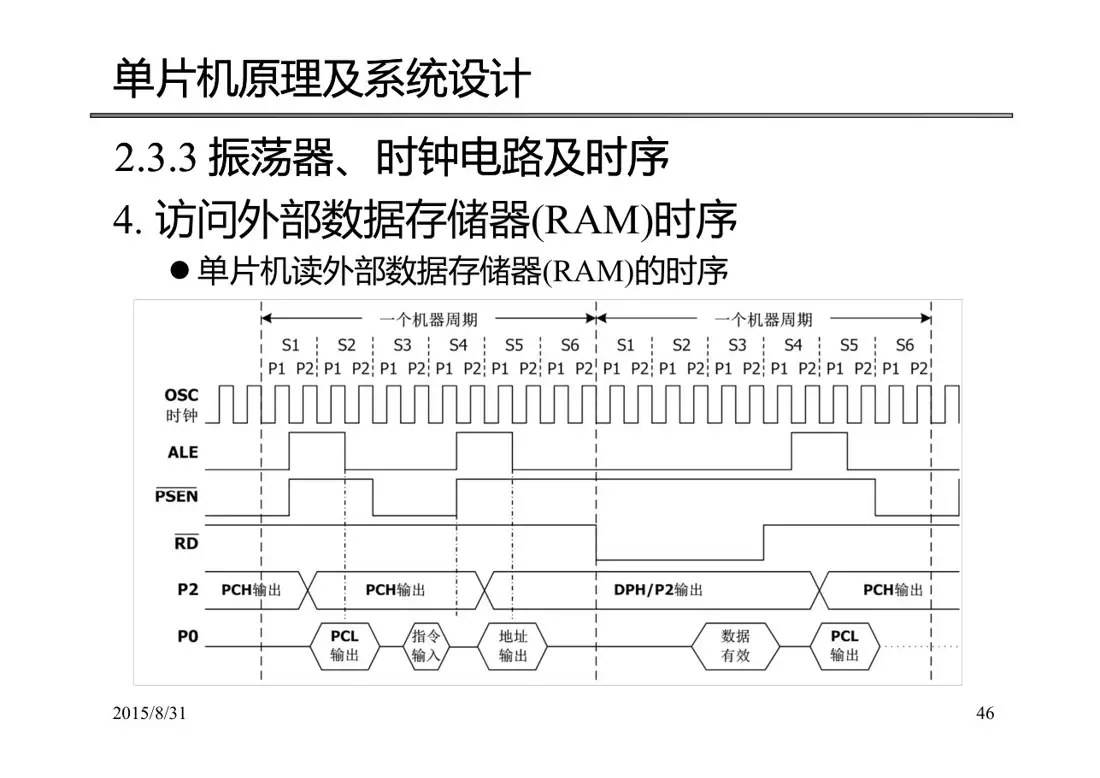 单片机原理及系统设计
2.3.3 振荡器、时钟电路及时序
4. 访问外部数据存储器(RAM)时序
● 单片机读外部数据存储器(RAM)的时序
一个机器周期 一个机器周期
S1 S2 S3 S4 S5 S6 S1 S2 S3 S4 S5 S6
P1 P2 P1 P2 P1 P2 P1 P2 P1 P2 P1 P2 P1 P2 P1 P2 P1 P2 P1 P2 P1 P2 P1 P2
OSC
时钟
ALE
PSEN
RD
P2 PCH输出 PCH输出 DPH/P2输出 PCH输出
P0
PCL
输出
指令
输入
地址
输出
数据
有效
PCL
输出
2015/8/31 46